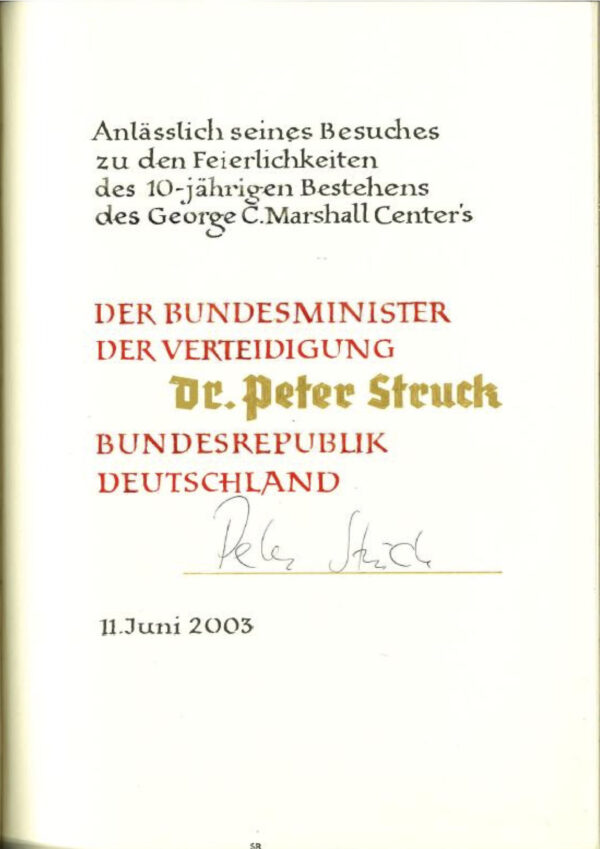 Anlässlich seines Besuches
zu den Feierlichkeiten
des 10-jährigen Bestehens
des George C. Marshall Center's
DER BUNDESMINISTER
DER VERTEIDIGUNG
Dr. Peter Struck
BUNDESREPUBLIK
DEUTSCHLAND
Peter Struck
11. Juni 2003
SR